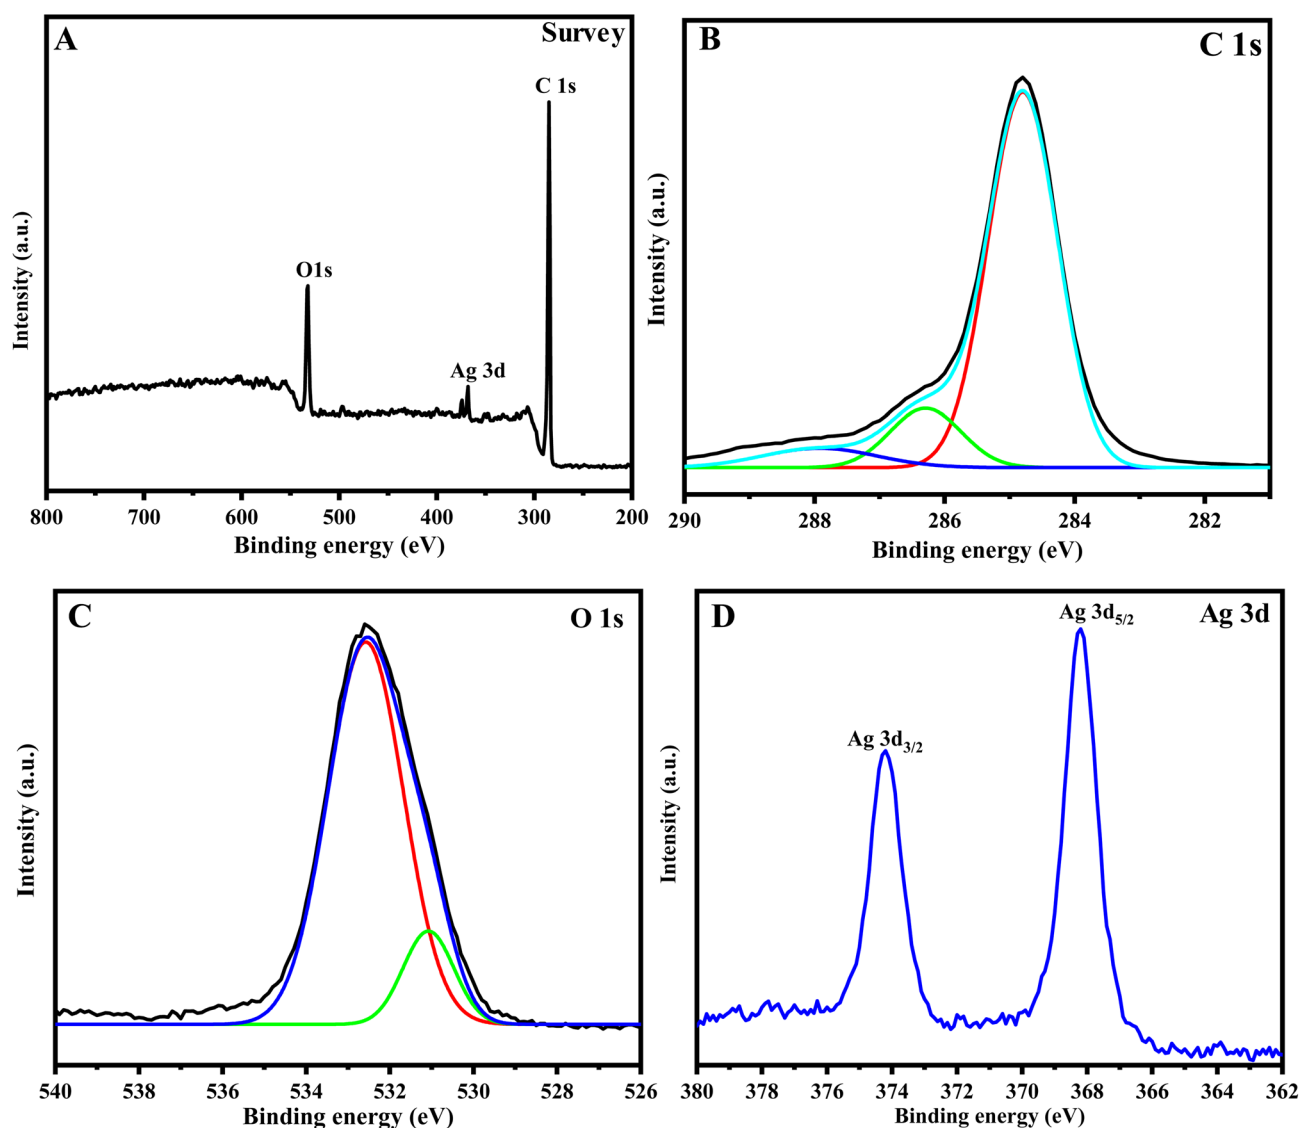 A
Survey
C 1s
O1s
Ag 3d
Intensity (a.u.)
800 700 600 500 400 300 200
Binding energy (eV)
B
C 1s
Intensity (a.u.)
290 288 286 284 282
Binding energy (eV)
C
O 1s
Intensity (a.u.)
540 538 536 534 532 530 528 526
Binding energy (eV)
D
Ag 3d5/2
Ag 3d
Ag 3d3/2
Intensity (a.u.)
380 378 376 374 372 370 368 366 364 362
Binding energy (eV)